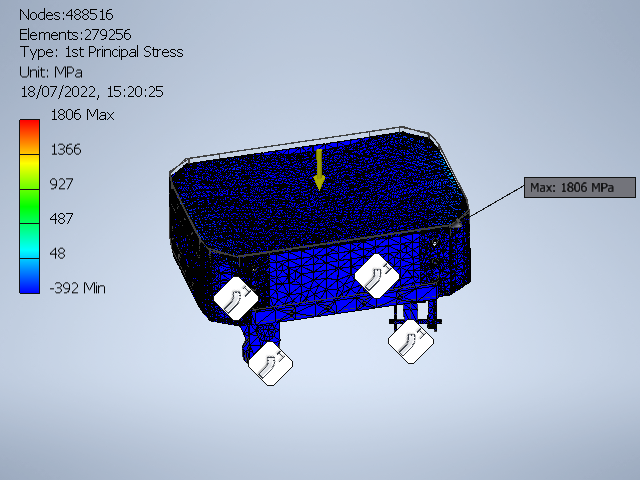 Nodes:488516
Elements:279256
Type: 1st Principal Stress
Unit: MPa
18/07/2022, 15:20:25
1806 Max
1366
927
487
48
-392 Min
Max: 1806 MPa